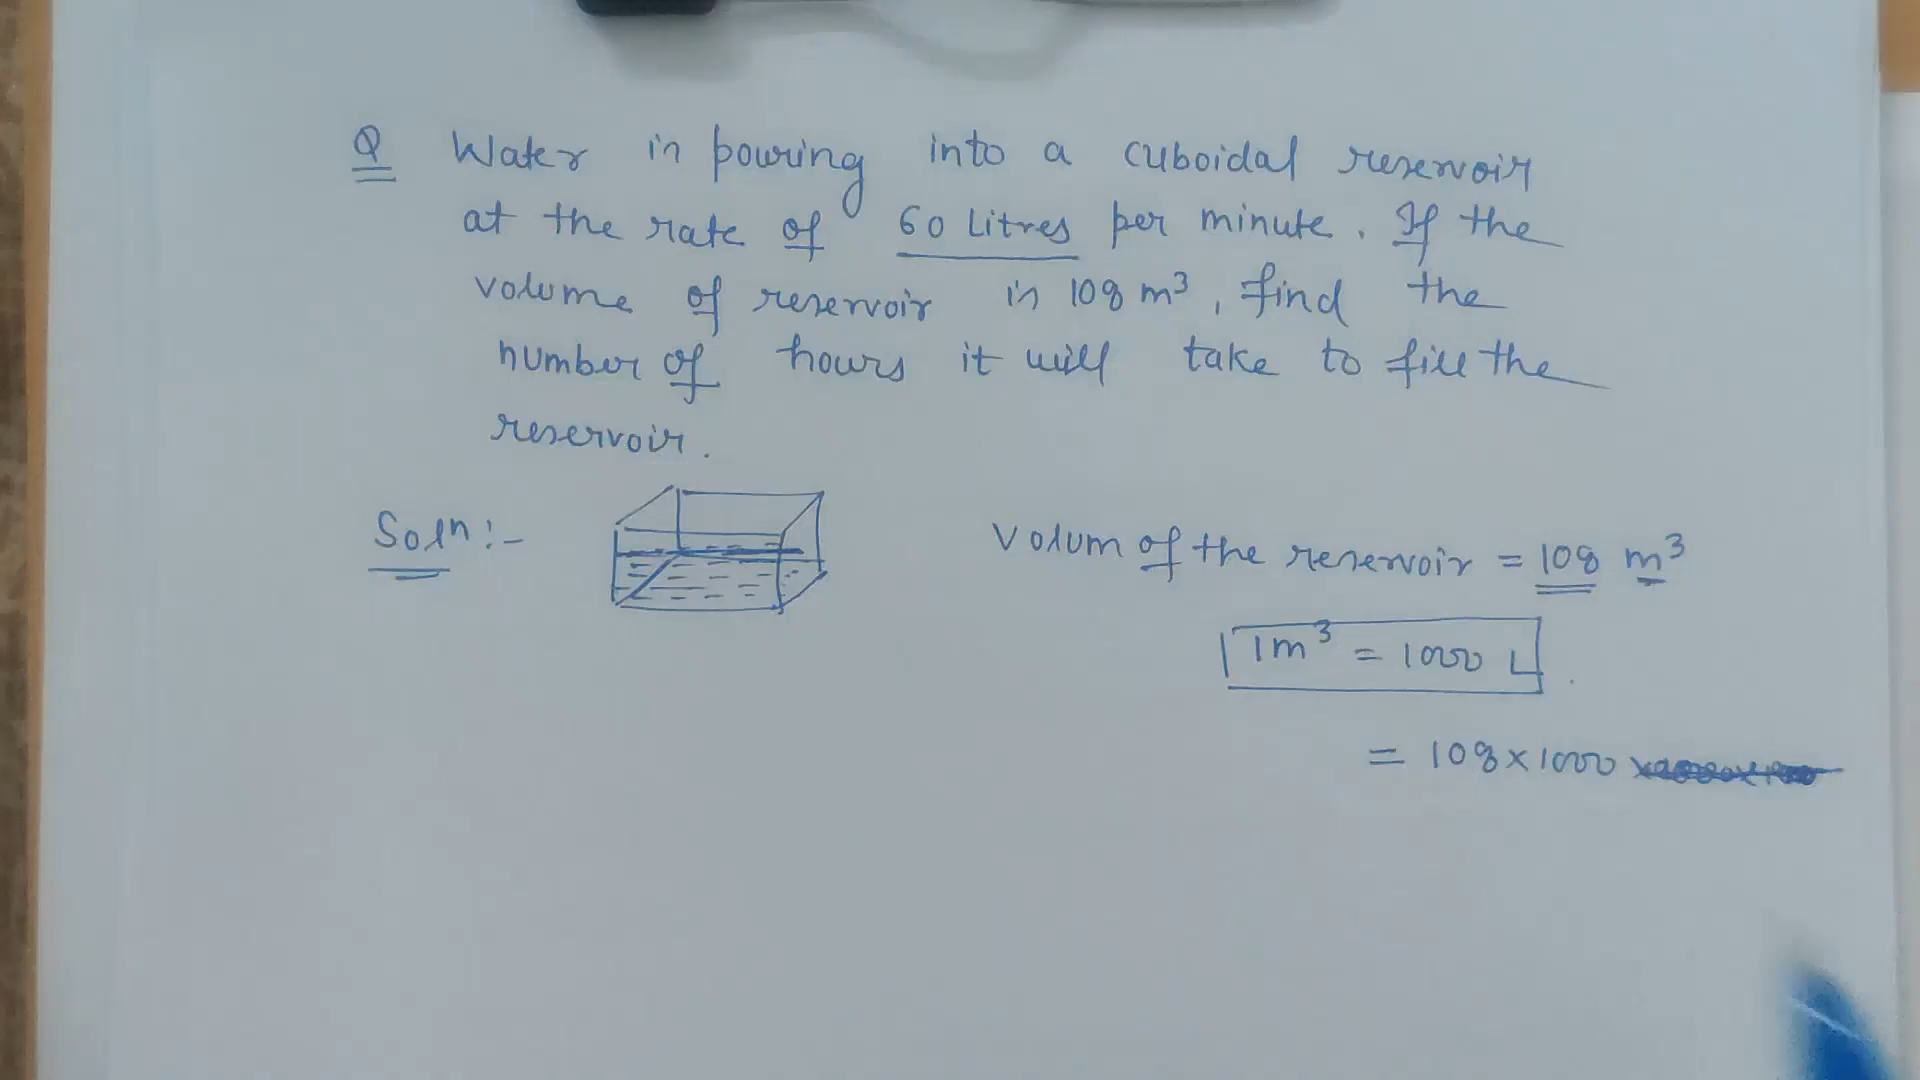 Q Water is pouring into a cuboidal reservoir
at the rate of 60 Litres per minute. If the
volume of reservoir is 108 m³, find the
number of hours it will take to fill the
reservoir.
Soln:-
Volum of the reservoir = 108 m³
1m³ = 1000 L
= 108 × 1000